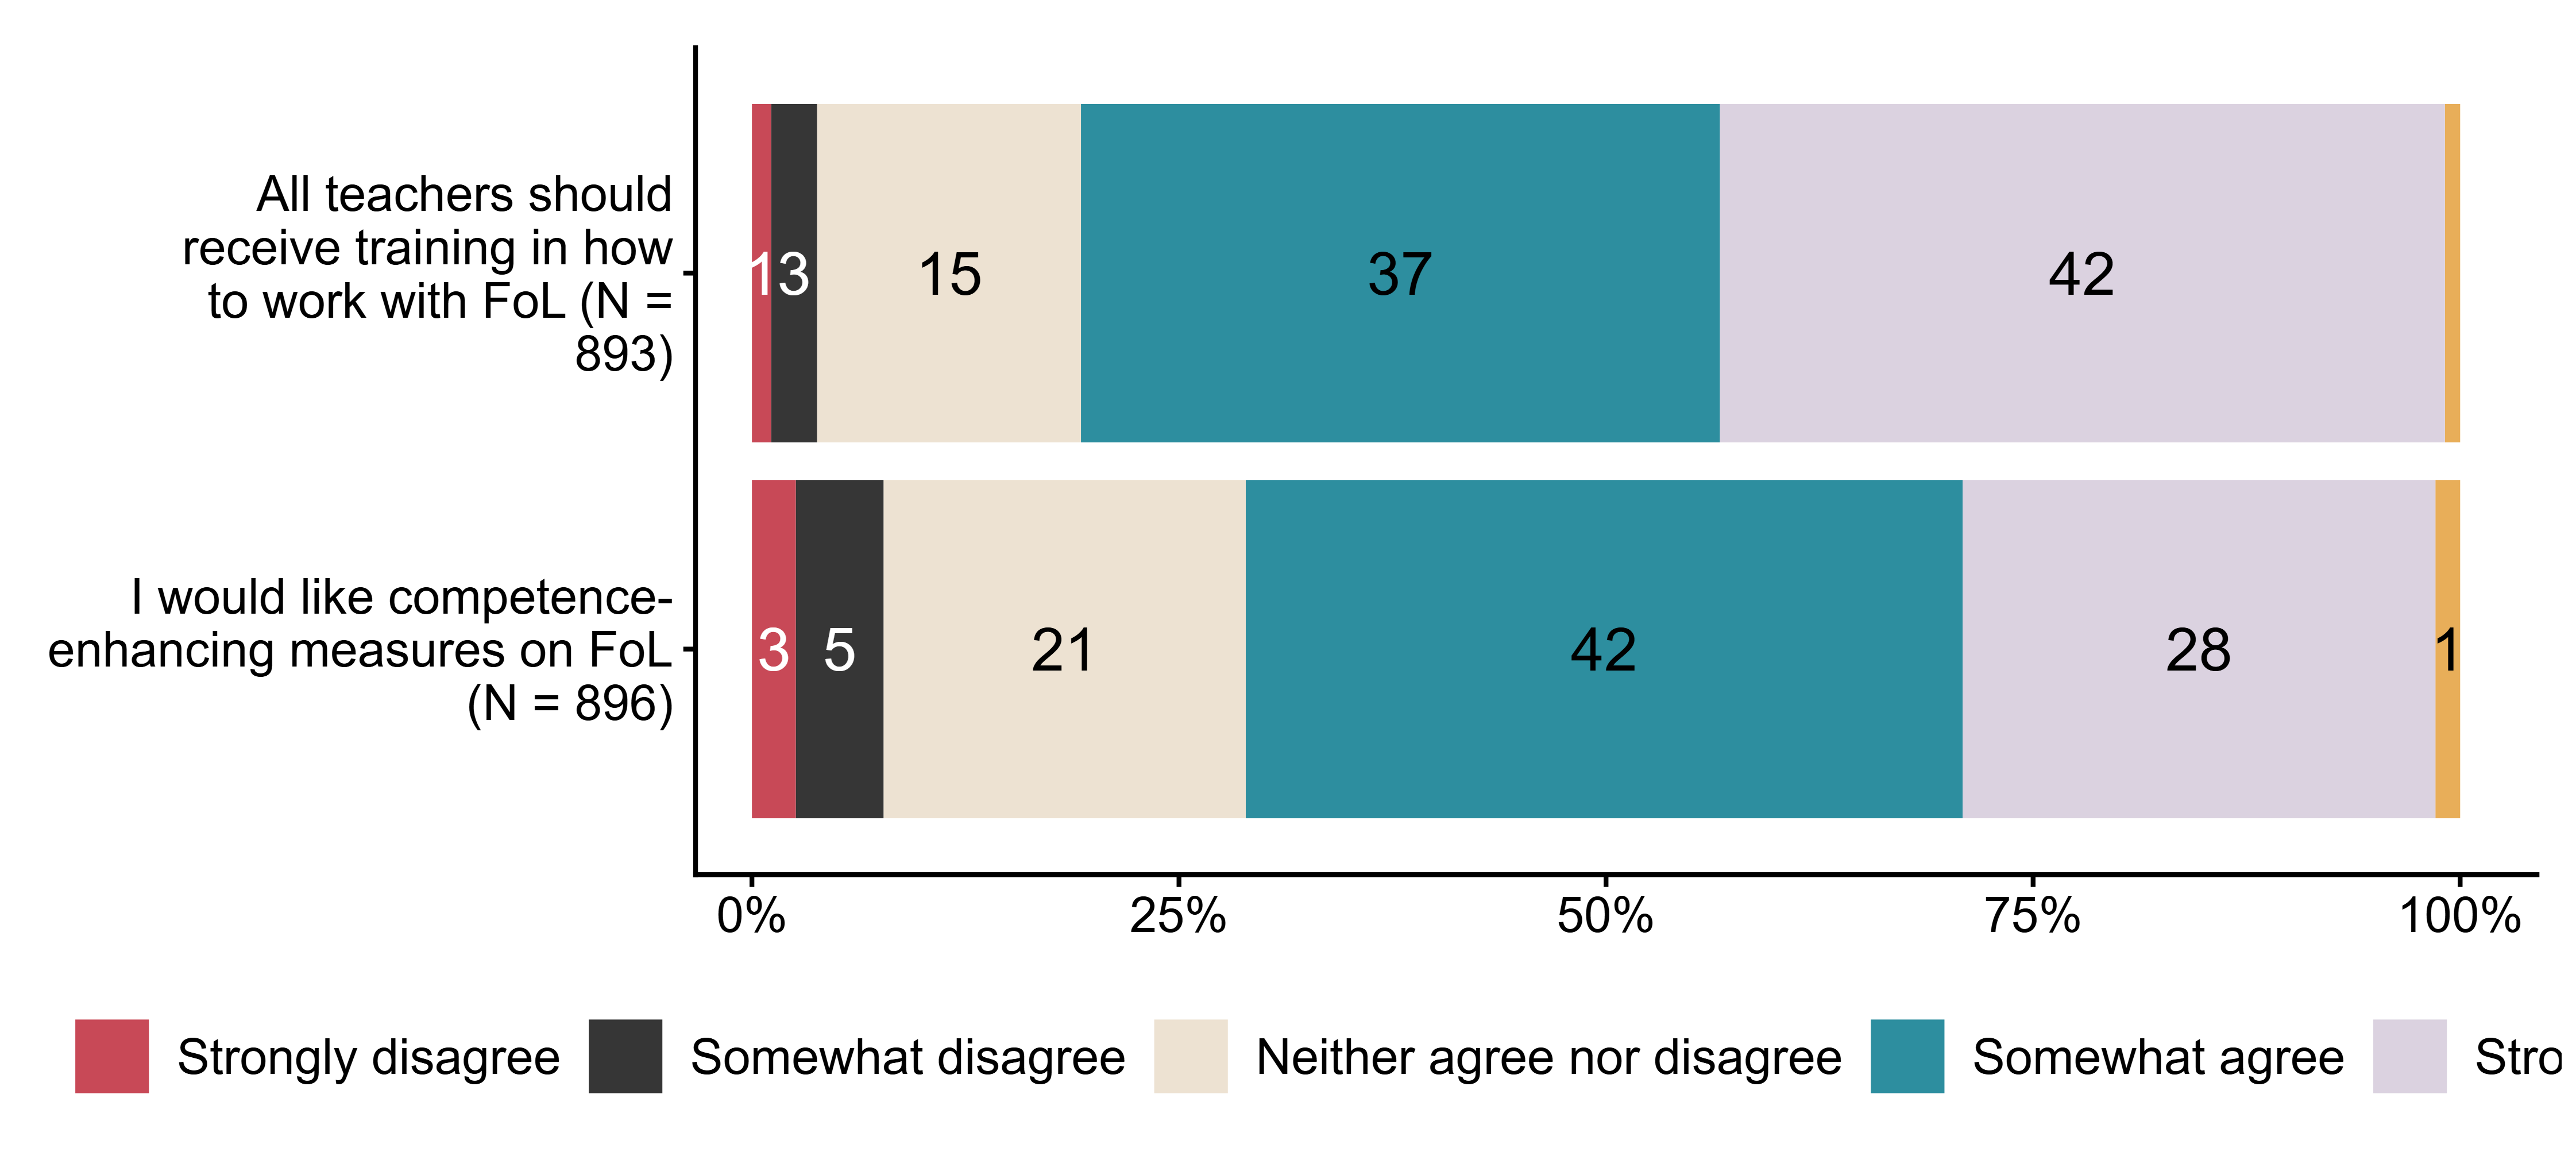 All teachers should
receive training in how
to work with FoL (N =
893)
1 3 15 37 42
I would like competence-
enhancing measures on FoL
(N = 896)
3 5 21 42 28 1
0% 25% 50% 75% 100%
Strongly disagree Somewhat disagree Neither agree nor disagree Somewhat agree Stro